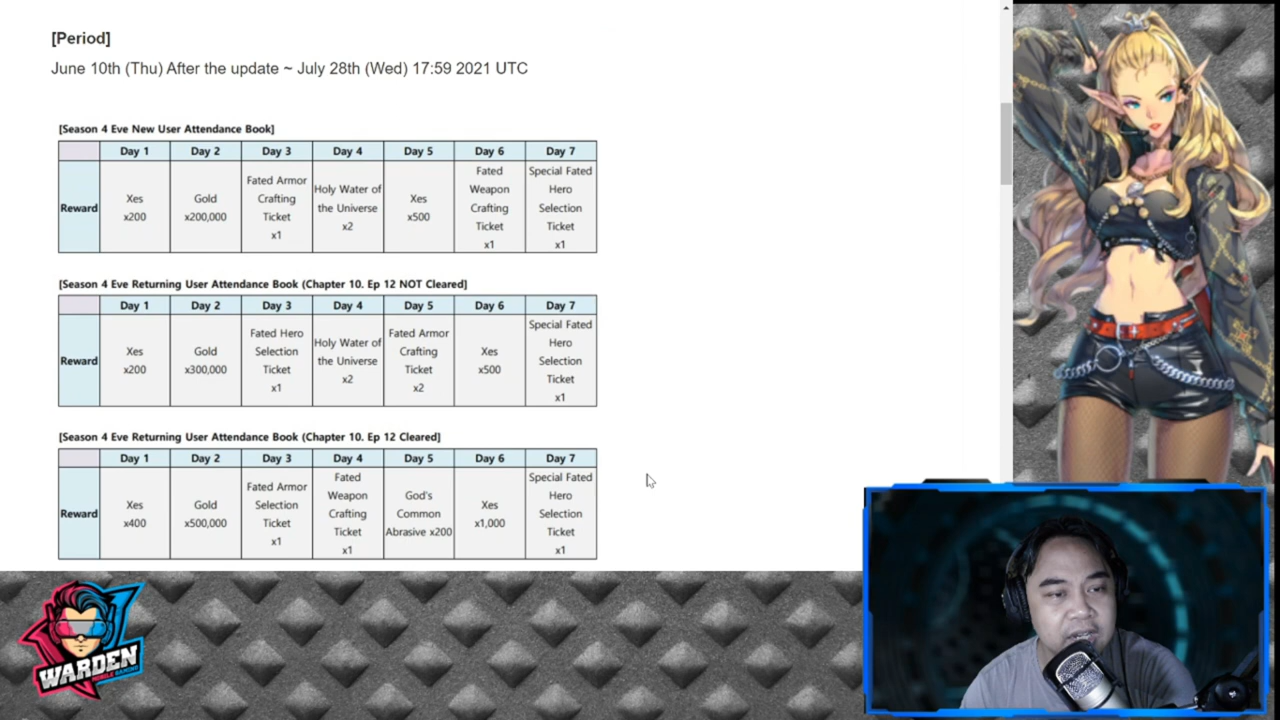 [Period]
June 10th (Thu) After the update ~ July 28th (Wed) 17:59 2021 UTC
[Season 4 Eve New User Attendance Book]
Day 1 Day 2 Day 3 Day 4 Day 5 Day 6 Day 7
Reward
Xes
x200
Gold
x200,000
Fated Armor
Crafting
Ticket
x1
Holy Water of
the Universe
x2
Xes
x500
Fated
Weapon
Crafting
Ticket
x1
Special Fated
Hero
Selection
Ticket
x1
[Season 4 Eve Returning User Attendance Book (Chapter 10. Ep 12 NOT Cleared]
Day 1 Day 2 Day 3 Day 4 Day 5 Day 6 Day 7
Reward
Xes
x200
Gold
x300,000
Fated Hero
Selection
Ticket
x1
Holy Water of
the Universe
x2
Fated Armor
Crafting
Ticket
x2
Xes
x500
Special Fated
Hero
Selection
Ticket
x1
[Season 4 Eve Returning User Attendance Book (Chapter 10. Ep 12 Cleared]
Day 1 Day 2 Day 3 Day 4 Day 5 Day 6 Day 7
Reward
Xes
x400
Gold
x500,000
Fated Armor
Selection
Ticket
x1
Fated
Weapon
Crafting
Ticket
x1
God's
Common
Abrasive x200
Xes
x1,000
Special Fated
Hero
Selection
Ticket
x1
WARDEN
MOBILE GAMING